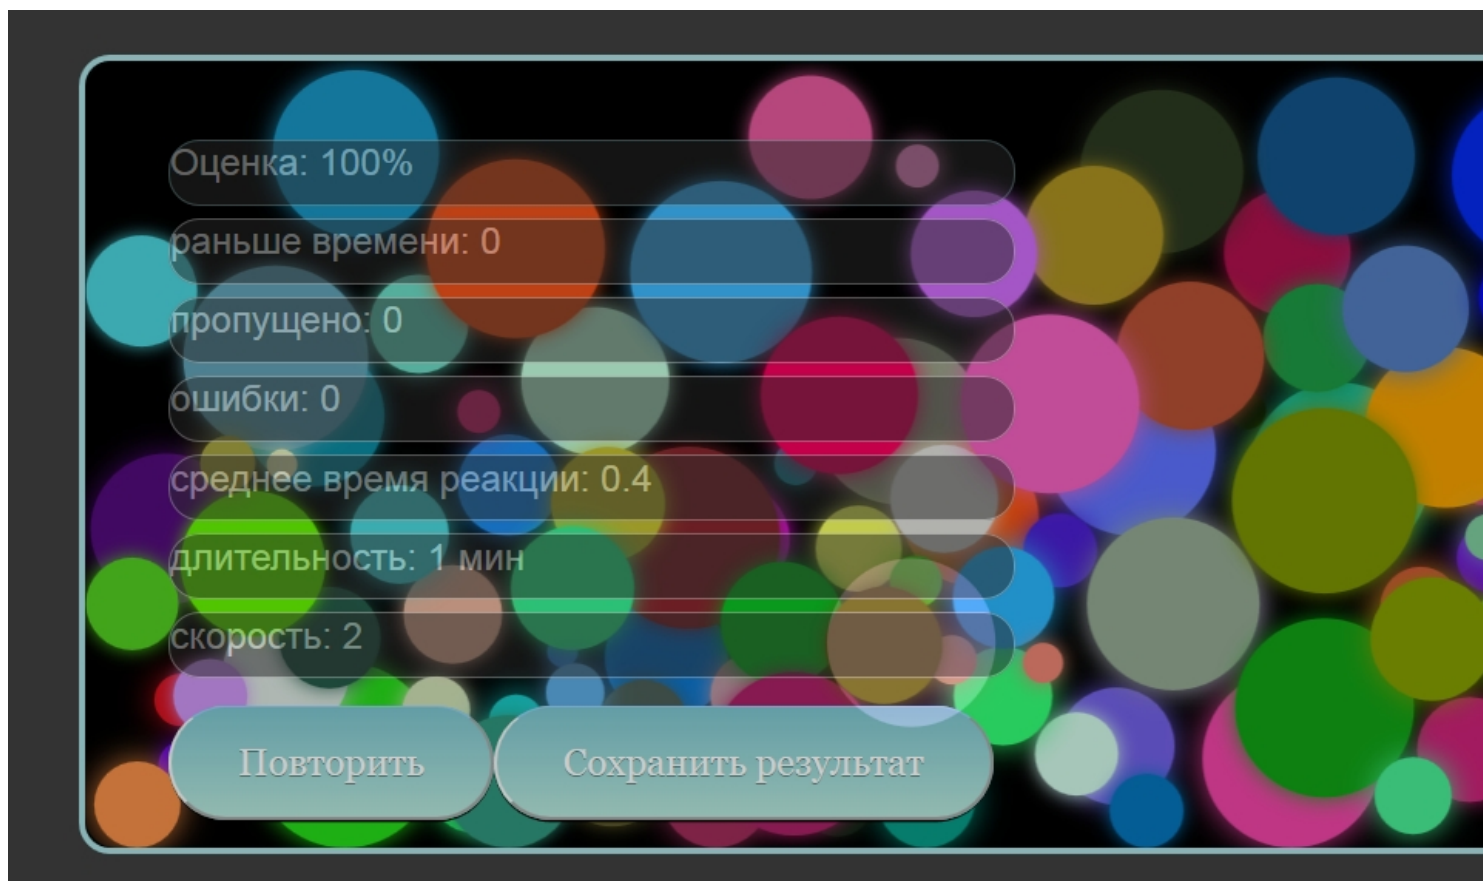 Оценка: 100%
раньше времени: 0
пропущено: 0
ошибки: 0
среднее время реакции: 0.4
длительность: 1 мин
скорость: 2
Повторить
Сохранить результат